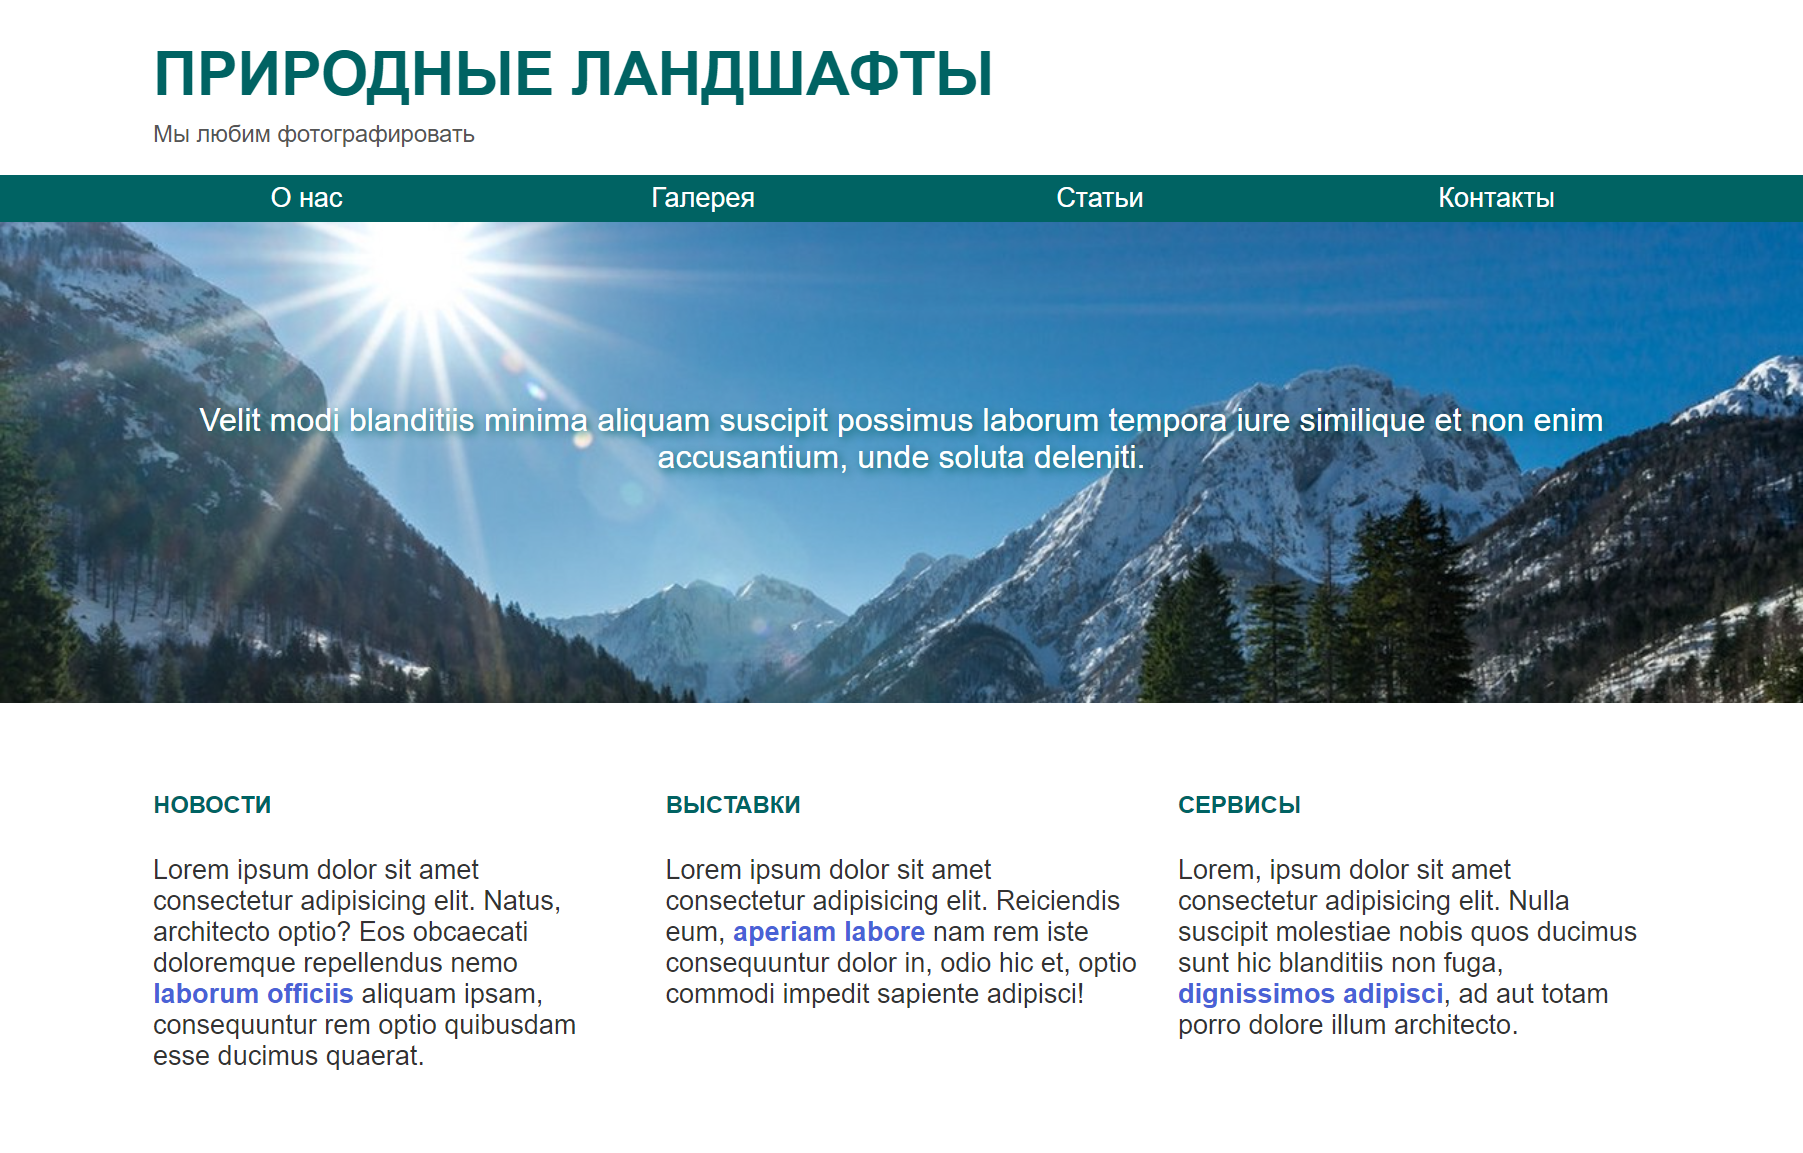 ПРИРОДНЫЕ ЛАНДШАФТЫ
Мы любим фотографировать
О нас Галерея Статьи Контакты
Velit modi blanditiis minima aliquam suscipit possimus laborum tempora iure similique et non enim
accusantium, unde soluta deleniti.
НОВОСТИ
Lorem ipsum dolor sit amet
consectetur adipisicing elit. Natus,
architecto optio? Eos obcaecati
doloremque repellendus nemo
laborum officiis aliquam ipsam,
consequuntur rem optio quibusdam
esse ducimus quaerat.
ВЫСТАВКИ
Lorem ipsum dolor sit amet
consectetur adipisicing elit. Reiciendis
eum, aperiam labore nam rem iste
consequuntur dolor in, odio hic et, optio
commodi impedit sapiente adipisci!
СЕРВИСЫ
Lorem, ipsum dolor sit amet
consectetur adipisicing elit. Nulla
suscipit molestiae nobis quos ducimus
sunt hic blanditiis non fuga,
dignissimos adipisci, ad aut totam
porro dolore illum architecto.